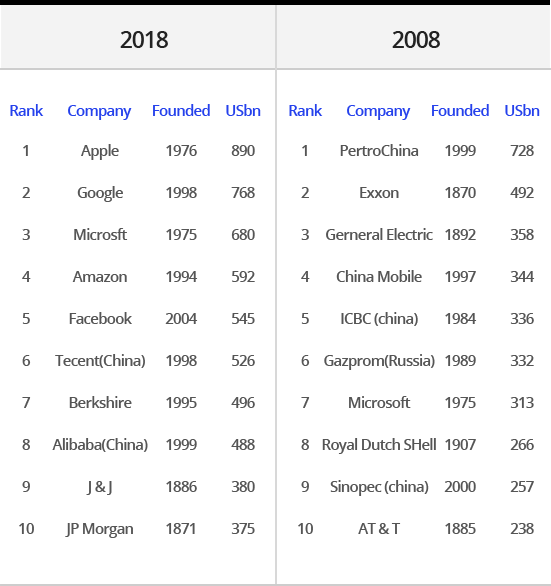 2018 2008
Rank Company Founded USbn Rank Company Founded USbn
1 Apple 1976 890 1 PertroChina 1999 728
2 Google 1998 768 2 Exxon 1870 492
3 Microsft 1975 680 3 Gerneral Electric 1892 358
4 Amazon 1994 592 4 China Mobile 1997 344
5 Facebook 2004 545 5 ICBC (china) 1984 336
6 Tecent(China) 1998 526 6 Gazprom(Russia) 1989 332
7 Berkshire 1995 496 7 Microsoft 1975 313
8 Alibaba(China) 1999 488 8 Royal Dutch SHell 1907 266
9 J & J 1886 380 9 Sinopec (china) 2000 257
10 JP Morgan 1871 375 10 AT & T 1885 238